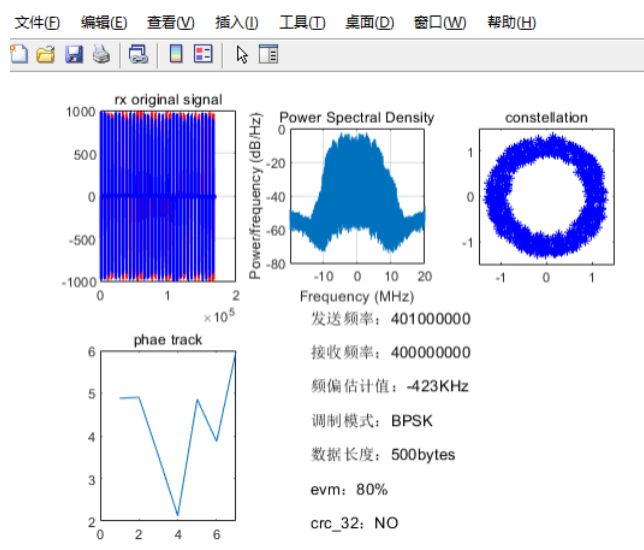 文件(F) 编辑(E) 查看(V) 插入(I) 工具(T) 桌面(D) 窗口(W) 帮助(H)
rx original signal
1000
500
0
-500
-1000
0 1 2
×10^5
Power Spectral Density
Power/frequency (dB/Hz)
0
-20
-40
-60
-80
-10 0 10 20
Frequency (MHz)
constellation
1
0
-1
-1 0 1
phae track
6
5
4
3
2
0 2 4 6
发送频率：401000000
接收频率：400000000
频偏估计值：-423KHz
调制模式：BPSK
数据长度：500bytes
evm：80%
crc_32：NO